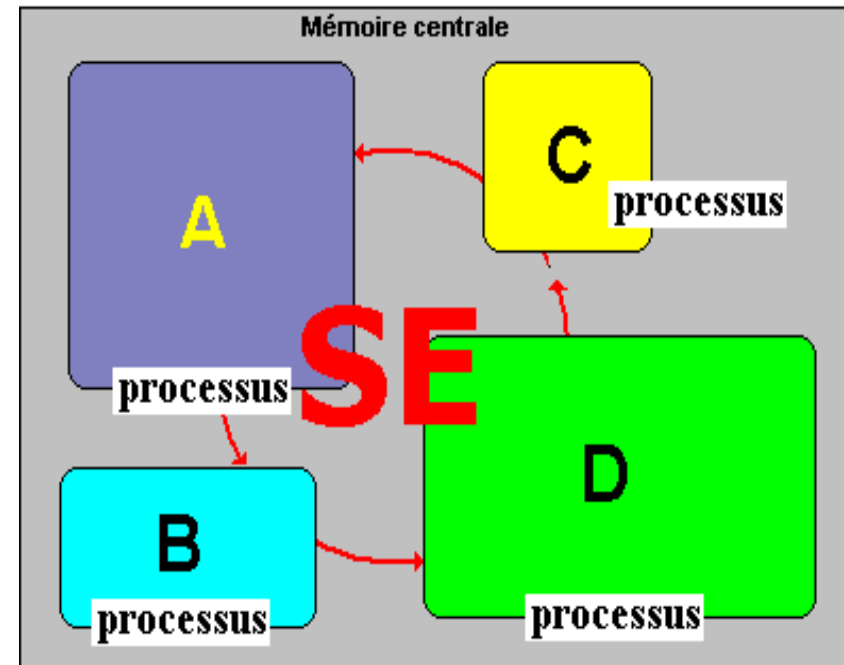 Mémoire centrale
A
processus
C
processus
SE
B
processus
D
processus